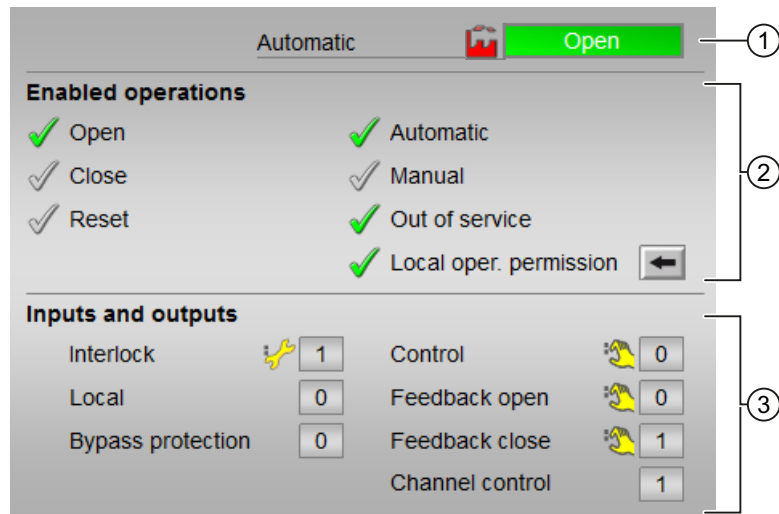 Automatic Open 1
Enabled operations
Open Automatic
Close Manual 2
Reset Out of service
Local oper. permission
Inputs and outputs
Interlock 1 Control 0
Local 0 Feedback open 0 3
Bypass protection 0 Feedback close 1
Channel control 1